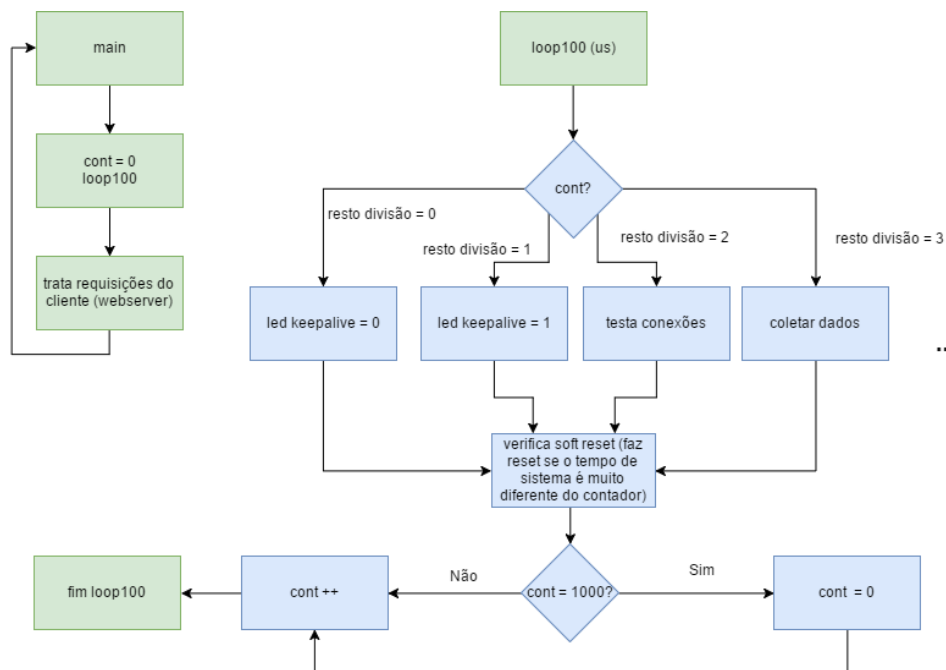 main
loop100 (us)
cont = 0
loop100
cont?
resto divisão = 0
resto divisão = 1
resto divisão = 2
resto divisão = 3
trata requisições do
cliente (webserver)
led keepalive = 0
led keepalive = 1
testa conexões
coletar dados
..
verifica soft reset (faz
reset se o tempo de
sistema é muito
diferente do contador)
fim loop100
cont ++
Não
cont = 1000?
Sim
cont = 0